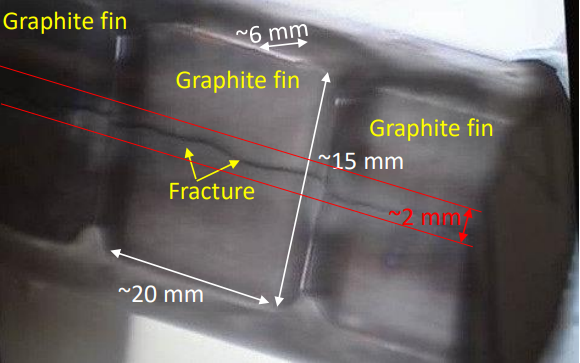 Graphite fin
~6 mm
Graphite fin
Graphite fin
~15 mm
Fracture
~2 mm
~20 mm